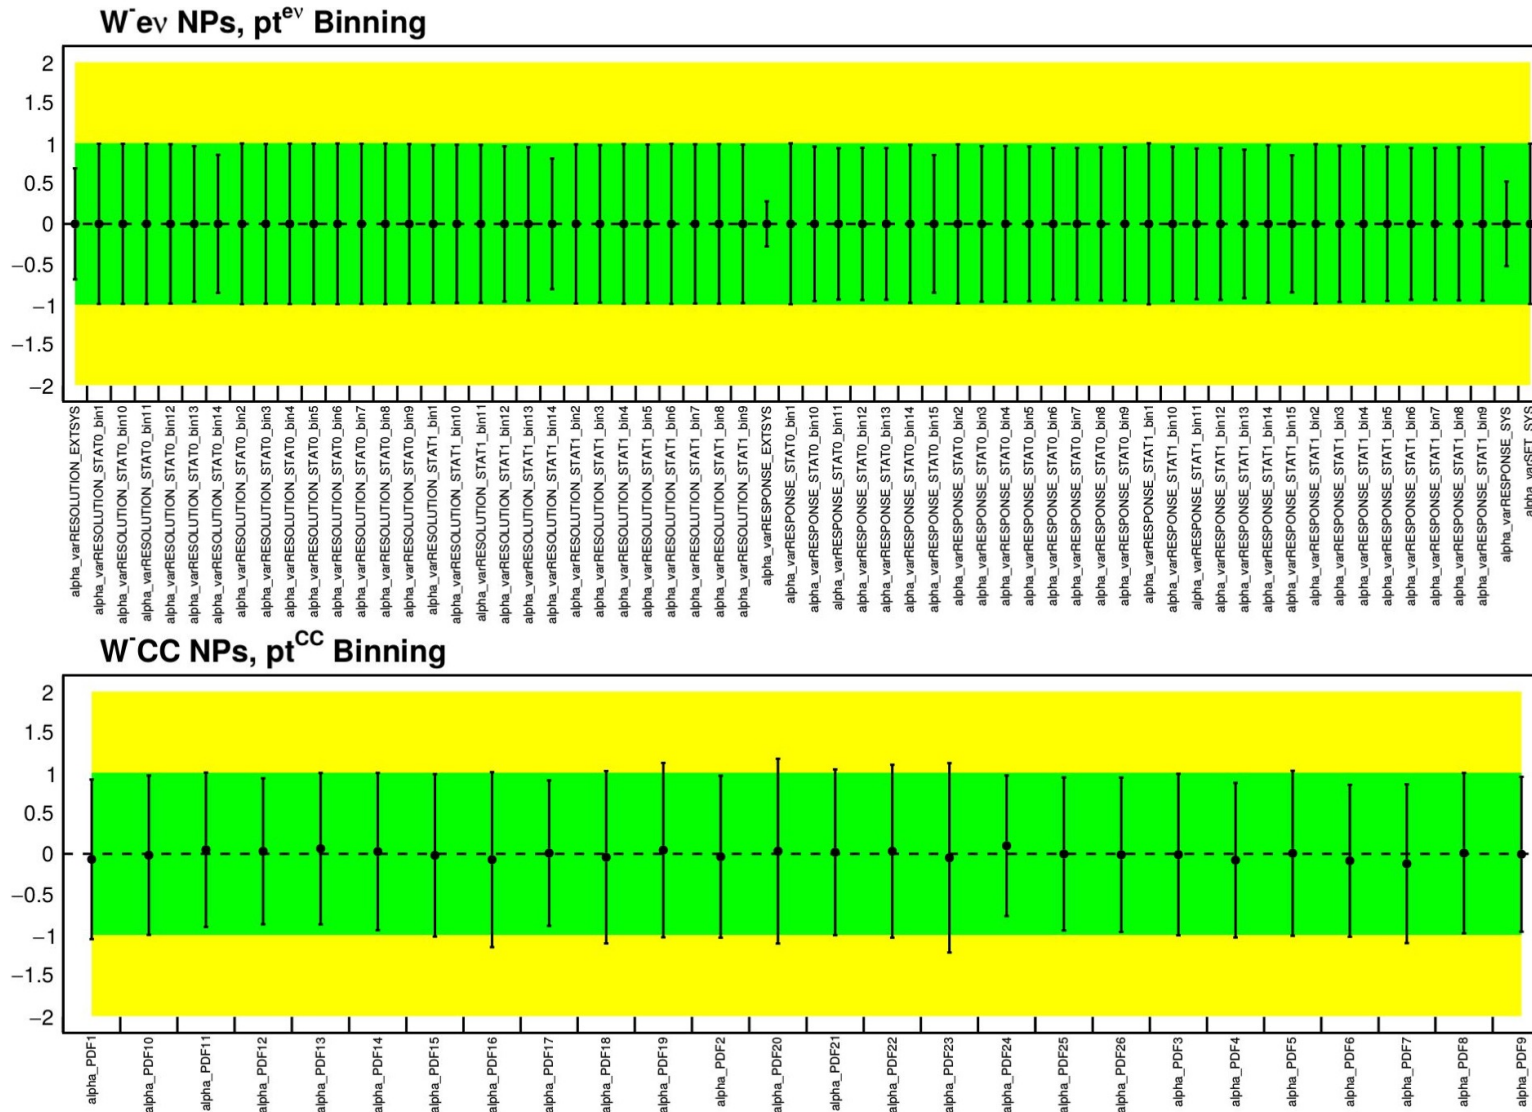 W⁻eν NPs, pt^eν Binning
2
1.5
1
0.5
0
−0.5
−1
−1.5
−2
alpha_varRESOLUTION_EXTSYS
alpha_varRESOLUTION_STAT0_bin1
alpha_varRESOLUTION_STAT0_bin10
alpha_varRESOLUTION_STAT0_bin11
alpha_varRESOLUTION_STAT0_bin12
alpha_varRESOLUTION_STAT0_bin13
alpha_varRESOLUTION_STAT0_bin14
alpha_varRESOLUTION_STAT0_bin2
alpha_varRESOLUTION_STAT0_bin3
alpha_varRESOLUTION_STAT0_bin4
alpha_varRESOLUTION_STAT0_bin5
alpha_varRESOLUTION_STAT0_bin6
alpha_varRESOLUTION_STAT0_bin7
alpha_varRESOLUTION_STAT0_bin8
alpha_varRESOLUTION_STAT0_bin9
alpha_varRESOLUTION_STAT1_bin1
alpha_varRESOLUTION_STAT1_bin10
alpha_varRESOLUTION_STAT1_bin11
alpha_varRESOLUTION_STAT1_bin12
alpha_varRESOLUTION_STAT1_bin13
alpha_varRESOLUTION_STAT1_bin14
alpha_varRESOLUTION_STAT1_bin2
alpha_varRESOLUTION_STAT1_bin3
alpha_varRESOLUTION_STAT1_bin4
alpha_varRESOLUTION_STAT1_bin5
alpha_varRESOLUTION_STAT1_bin6
alpha_varRESOLUTION_STAT1_bin7
alpha_varRESOLUTION_STAT1_bin8
alpha_varRESOLUTION_STAT1_bin9
alpha_varRESPONSE_EXTSYS
alpha_varRESPONSE_STAT0_bin1
alpha_varRESPONSE_STAT0_bin10
alpha_varRESPONSE_STAT0_bin11
alpha_varRESPONSE_STAT0_bin12
alpha_varRESPONSE_STAT0_bin13
alpha_varRESPONSE_STAT0_bin14
alpha_varRESPONSE_STAT0_bin15
alpha_varRESPONSE_STAT0_bin2
alpha_varRESPONSE_STAT0_bin3
alpha_varRESPONSE_STAT0_bin4
alpha_varRESPONSE_STAT0_bin5
alpha_varRESPONSE_STAT0_bin6
alpha_varRESPONSE_STAT0_bin7
alpha_varRESPONSE_STAT0_bin8
alpha_varRESPONSE_STAT0_bin9
alpha_varRESPONSE_STAT1_bin1
alpha_varRESPONSE_STAT1_bin10
alpha_varRESPONSE_STAT1_bin11
alpha_varRESPONSE_STAT1_bin12
alpha_varRESPONSE_STAT1_bin13
alpha_varRESPONSE_STAT1_bin14
alpha_varRESPONSE_STAT1_bin15
alpha_varRESPONSE_STAT1_bin2
alpha_varRESPONSE_STAT1_bin3
alpha_varRESPONSE_STAT1_bin4
alpha_varRESPONSE_STAT1_bin5
alpha_varRESPONSE_STAT1_bin6
alpha_varRESPONSE_STAT1_bin7
alpha_varRESPONSE_STAT1_bin8
alpha_varRESPONSE_STAT1_bin9
alpha_varRESPONSE_SYS
alpha_varSET_SYS
W⁻CC NPs, pt^CC Binning
2
1.5
1
0.5
0
−0.5
−1
−1.5
−2
alpha_PDF1
alpha_PDF10
alpha_PDF11
alpha_PDF12
alpha_PDF13
alpha_PDF14
alpha_PDF15
alpha_PDF16
alpha_PDF17
alpha_PDF18
alpha_PDF19
alpha_PDF2
alpha_PDF20
alpha_PDF21
alpha_PDF22
alpha_PDF23
alpha_PDF24
alpha_PDF25
alpha_PDF26
alpha_PDF3
alpha_PDF4
alpha_PDF5
alpha_PDF6
alpha_PDF7
alpha_PDF8
alpha_PDF9